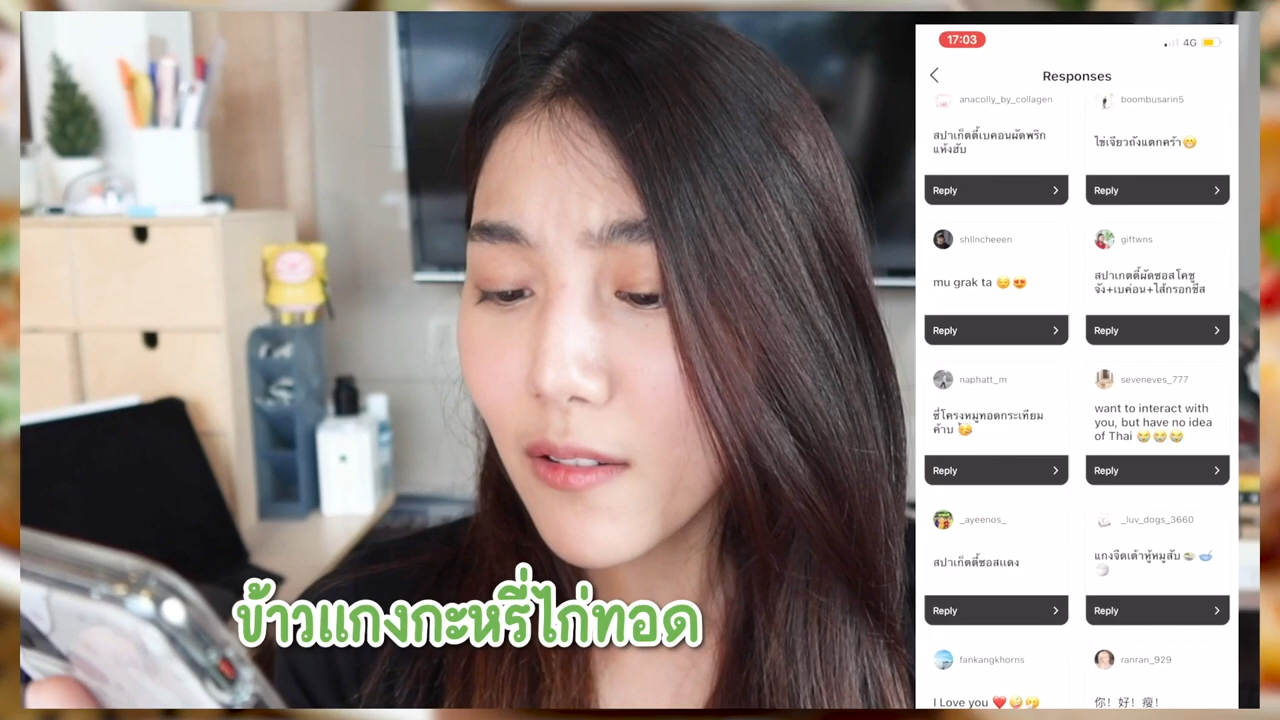 17:03
4G
Responses
anacolly_by_collagen
สปาเก็ตตี้เบคอนผัดพริก
แห้งฮับ
Reply
boombusarin5
ไข่เจียวถังแตกคร้า🤭
Reply
shllncheeen
mu grak ta 😌😍
Reply
giftwns
สปาเกตตี้ผัดซอสโคชู
จัง+เบค่อน+ไส้กรอกชีส
Reply
naphatt_m
ซี่โครงหมูทอดกระเทียม
ค้าบ 🥳
Reply
seveneves_777
want to interact with
you, but have no idea
of Thai 😭😭😭
Reply
_ayeenos_
สปาเก็ตตี้ซอสแดง
Reply
_luv_dogs_3660
แกงจืดเต้าหู้หมูสับ
Reply
fankangkhorns
I Love you ❤️🤪
ranran_929
你！好！瘦！
ข้าวแกงกะหรี่ไก่ทอด